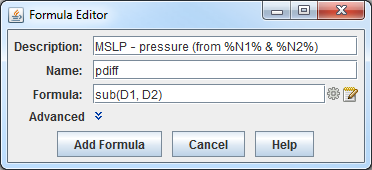 Formula Editor
Description: MSLP - pressure (from %N1% & %N2%)
Name: pdiff
Formula: sub(D1, D2)
Advanced
Add Formula Cancel Help